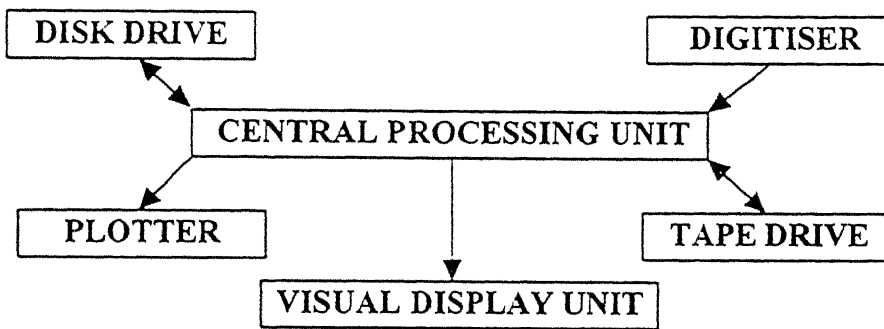 DISK DRIVE
DIGITISER
CENTRAL PROCESSING UNIT
PLOTTER
TAPE DRIVE
VISUAL DISPLAY UNIT